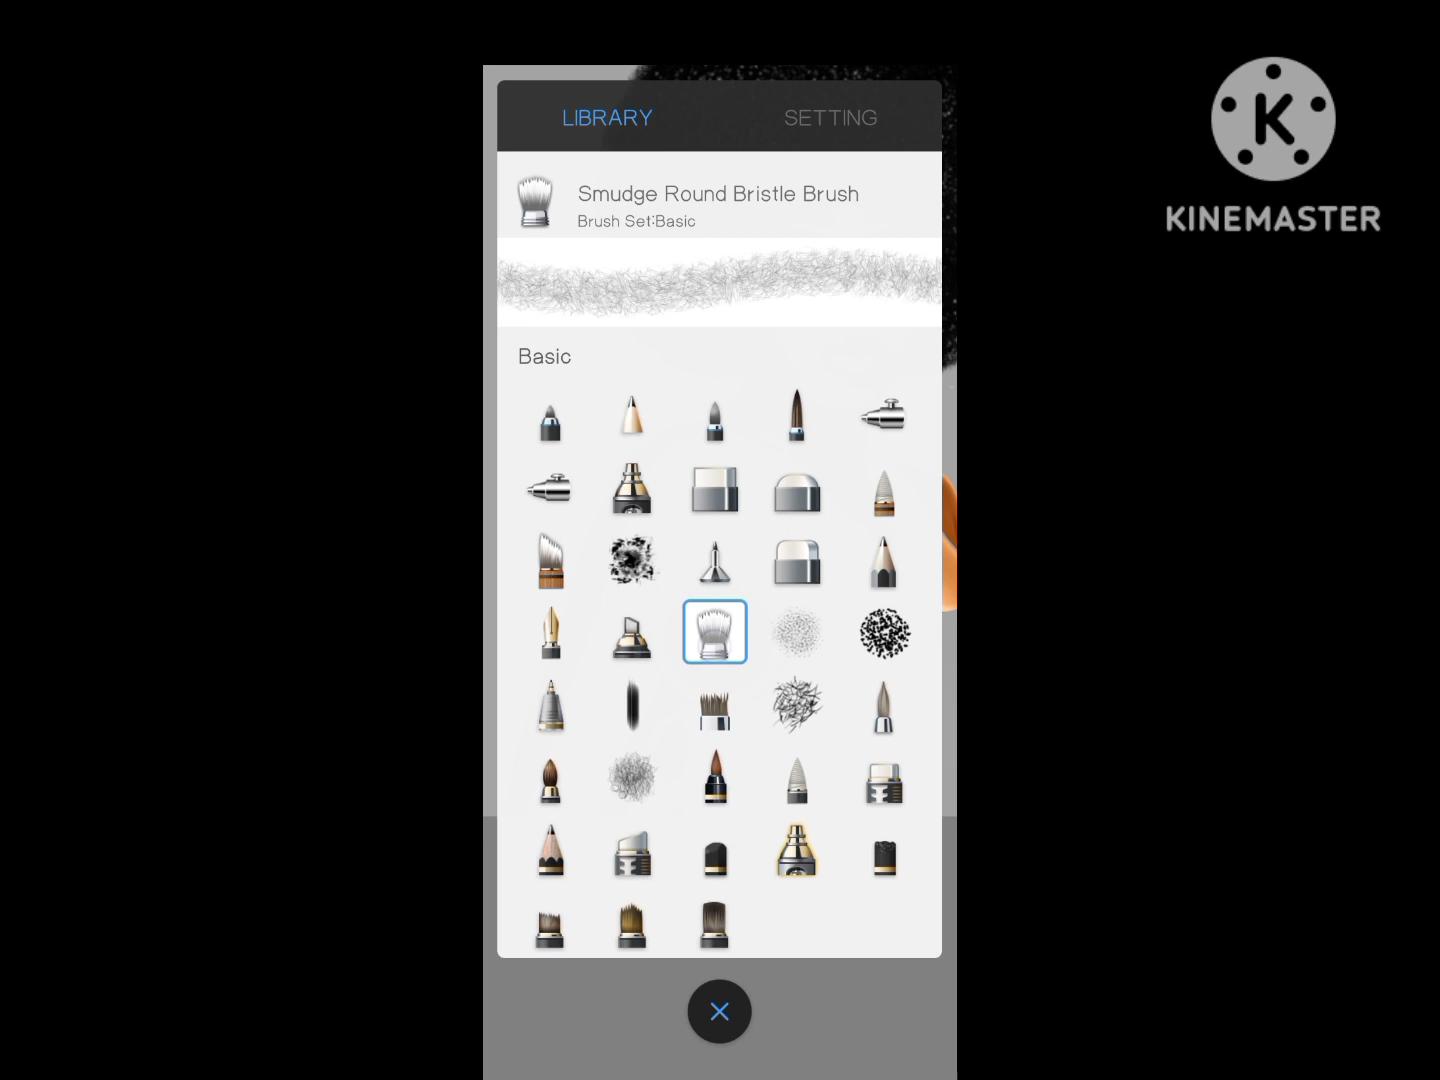 LIBRARY SETTING
Smudge Round Bristle Brush
Brush Set:Basic
Basic
KINEMASTER